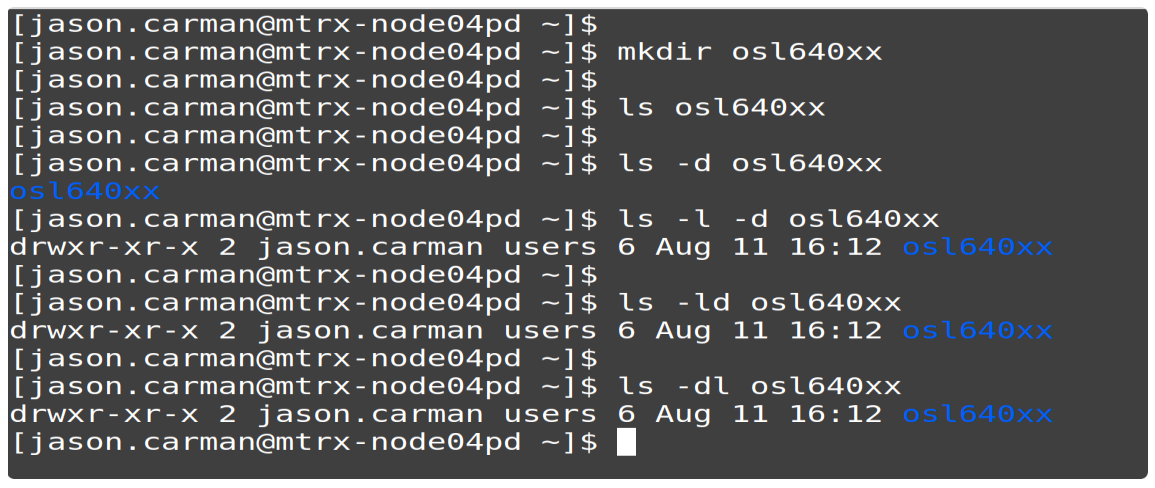 [jason.carman@mtrx-node04pd ~]$
[jason.carman@mtrx-node04pd ~]$ mkdir osl640xx
[jason.carman@mtrx-node04pd ~]$
[jason.carman@mtrx-node04pd ~]$ ls osl640xx
[jason.carman@mtrx-node04pd ~]$
[jason.carman@mtrx-node04pd ~]$ ls -d osl640xx
osl640xx
[jason.carman@mtrx-node04pd ~]$ ls -l -d osl640xx
drwxr-xr-x 2 jason.carman users 6 Aug 11 16:12 osl640xx
[jason.carman@mtrx-node04pd ~]$
[jason.carman@mtrx-node04pd ~]$ ls -ld osl640xx
drwxr-xr-x 2 jason.carman users 6 Aug 11 16:12 osl640xx
[jason.carman@mtrx-node04pd ~]$
[jason.carman@mtrx-node04pd ~]$ ls -dl osl640xx
drwxr-xr-x 2 jason.carman users 6 Aug 11 16:12 osl640xx
[jason.carman@mtrx-node04pd ~]$